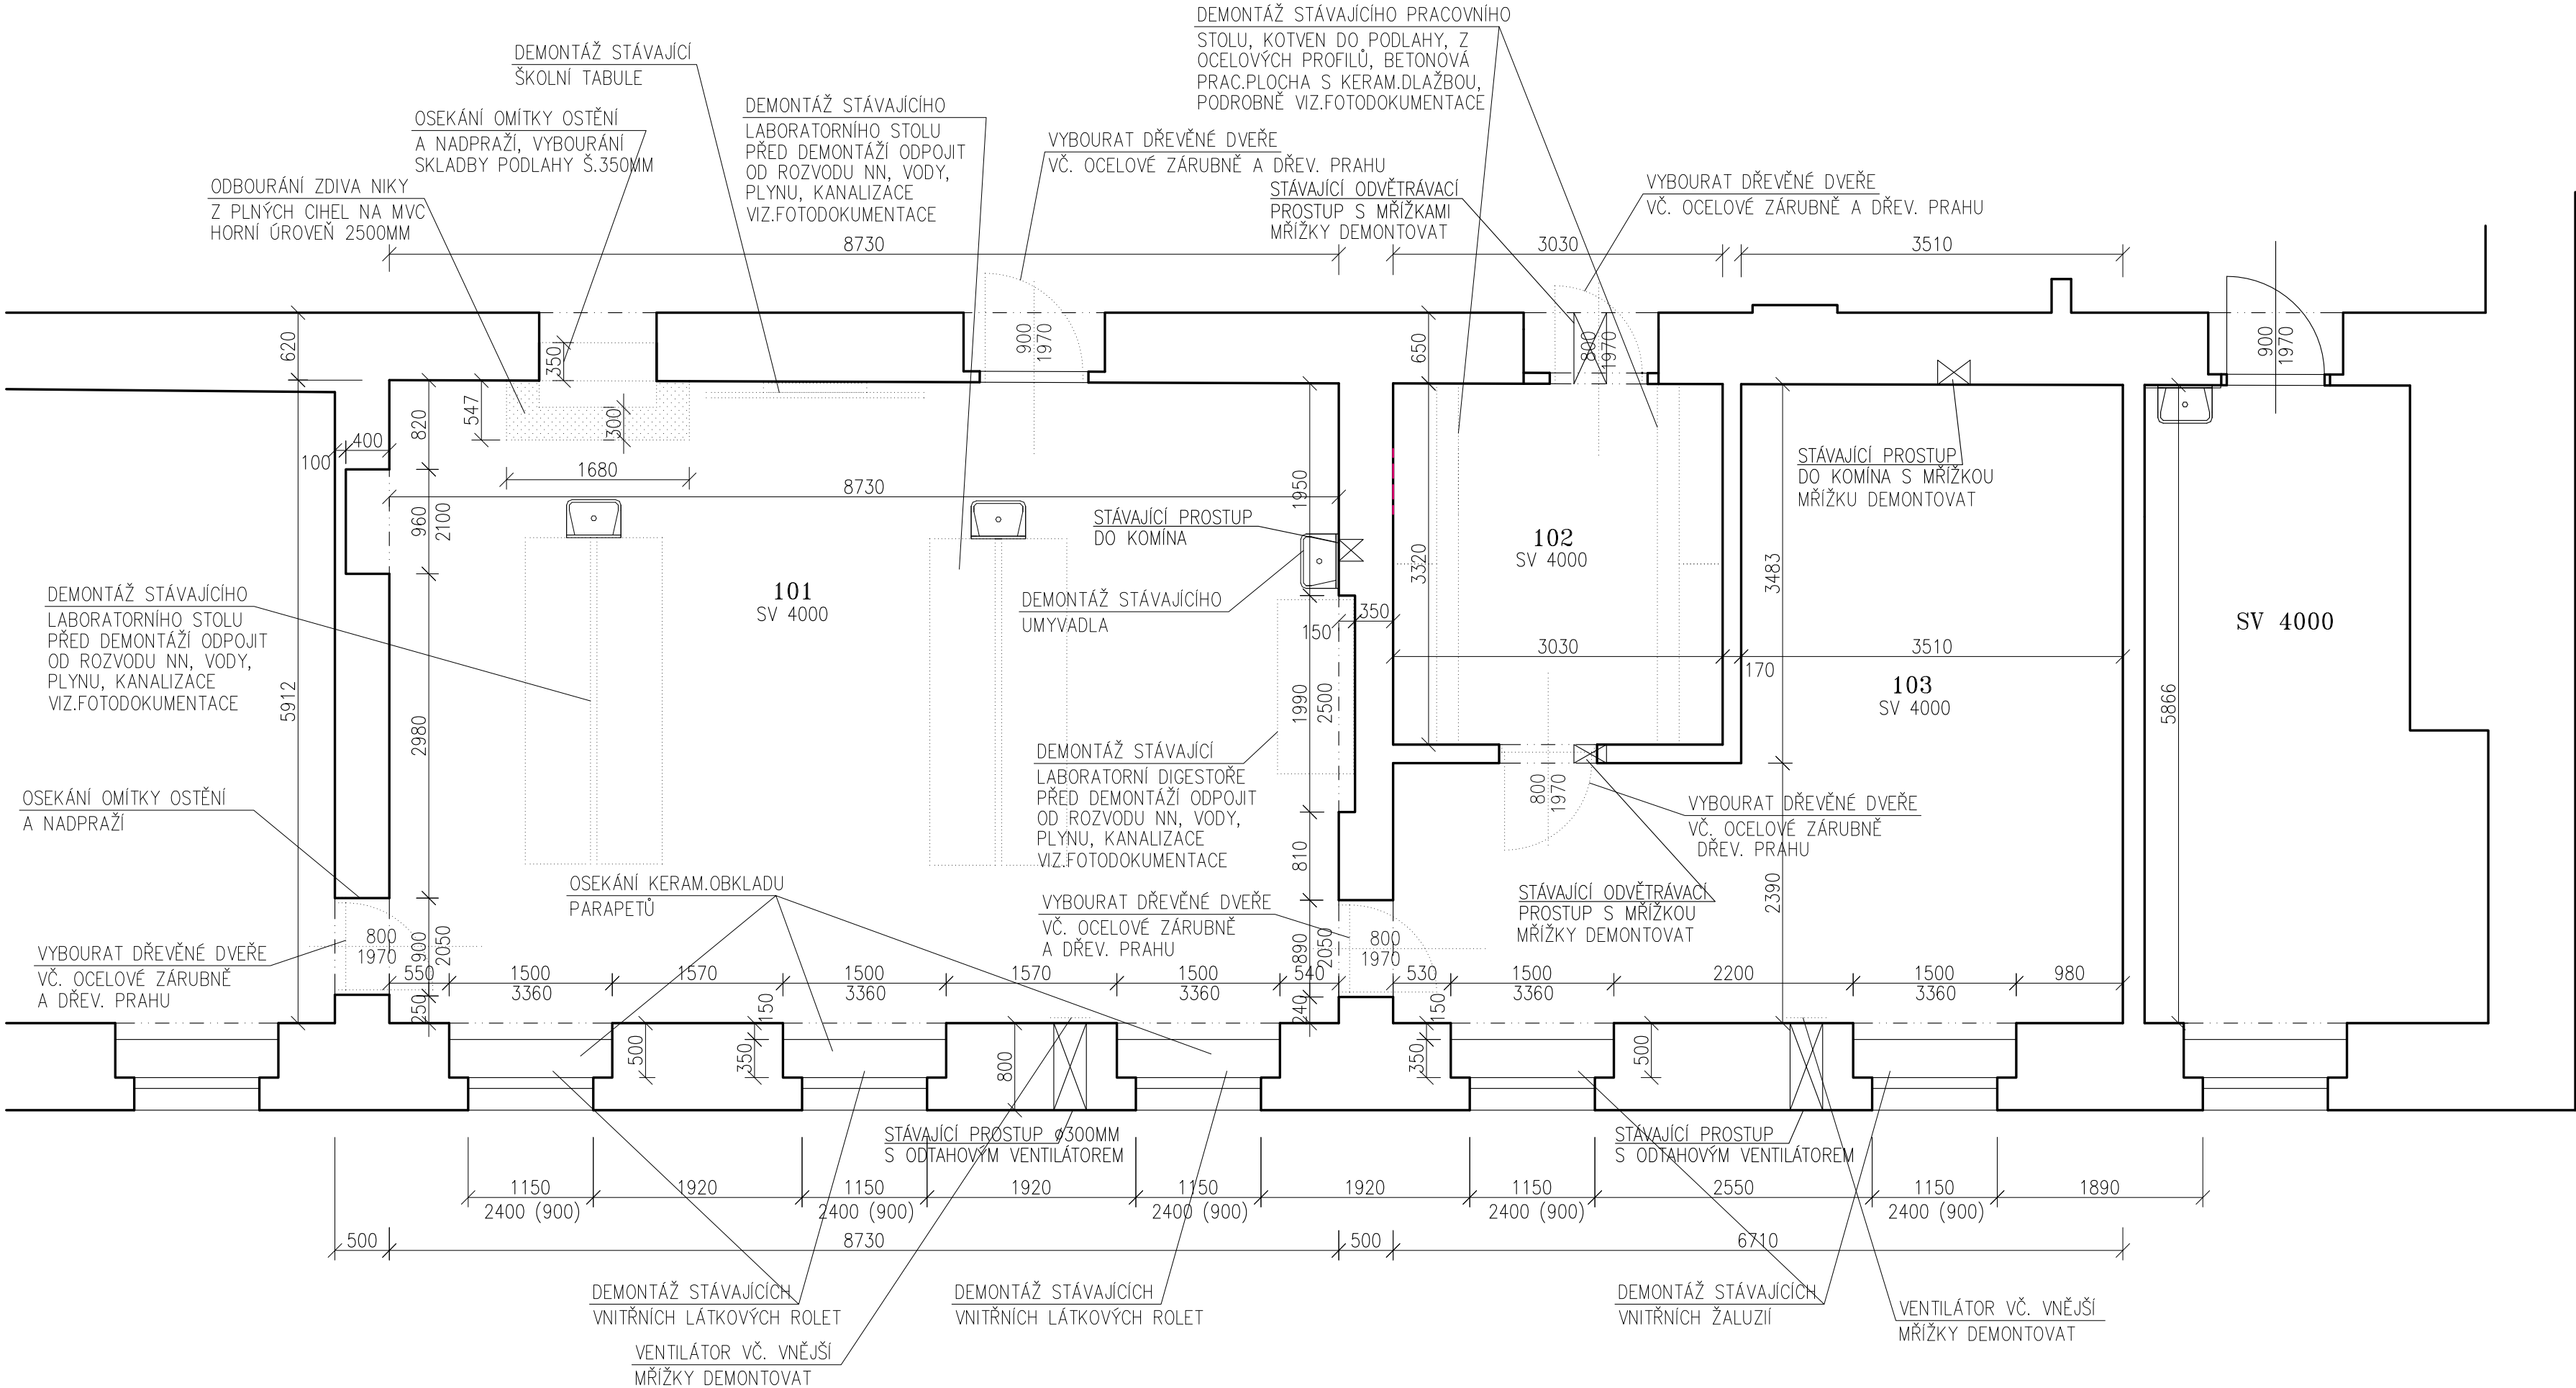 DEMONTÁŽ STÁVAJÍCÍHO PRACOVNÍHO
STOLU, KOTVEN DO PODLAHY, Z
OCELOVÝCH PROFILŮ, BETONOVÁ
PRAC.PLOCHA S KERAM.DLAŽBOU,
PODROBNĚ VIZ.FOTODOKUMENTACE
DEMONTÁŽ STÁVAJÍCÍ
ŠKOLNÍ TABULE
DEMONTÁŽ STÁVAJÍCÍHO
LABORATORNÍHO STOLU
PŘED DEMONTÁŽÍ ODPOJIT
OD ROZVODU NN, VODY,
PLYNU, KANALIZACE
VIZ.FOTODOKUMENTACE
OSEKÁNÍ OMÍTKY OSTĚNÍ
A NADPRAŽÍ, VYBOURÁNÍ
SKLADBY PODLAHY Š.350MM
VYBOURAT DŘEVĚNÉ DVEŘE
VČ. OCELOVÉ ZÁRUBNĚ A DŘEV. PRAHU
ODBOURÁNÍ ZDIVA NIKY
Z PLNÝCH CIHEL NA MVC
HORNÍ ÚROVEŇ 2500MM
STÁVAJÍCÍ ODVĚTRÁVACÍ
PROSTUP S MŘÍŽKAMI
MŘÍŽKY DEMONTOVAT
VYBOURAT DŘEVĚNÉ DVEŘE
VČ. OCELOVÉ ZÁRUBNĚ A DŘEV. PRAHU
8730
3030
3510
620
350
900
1970
650
800
1970
900
1970
547
300
820
400
100
1680
8730
960
2100
1950
STÁVAJÍCÍ PROSTUP
DO KOMÍNA
STÁVAJÍCÍ PROSTUP
DO KOMÍNA S MŘÍŽKOU
MŘÍŽKU DEMONTOVAT
102
SV 4000
3320
3483
101
SV 4000
DEMONTÁŽ STÁVAJÍCÍHO
UMYVADLA
350
150
SV 4000
DEMONTÁŽ STÁVAJÍCÍHO
LABORATORNÍHO STOLU
PŘED DEMONTÁŽÍ ODPOJIT
OD ROZVODU NN, VODY,
PLYNU, KANALIZACE
VIZ.FOTODOKUMENTACE
3030
3510
170
103
SV 4000
5912
2980
1990
2500
5866
DEMONTÁŽ STÁVAJÍCÍ
LABORATORNÍ DIGESTOŘE
PŘED DEMONTÁŽÍ ODPOJIT
OD ROZVODU NN, VODY,
PLYNU, KANALIZACE
VIZ.FOTODOKUMENTACE
800
1970
OSEKÁNÍ OMÍTKY OSTĚNÍ
A NADPRAŽÍ
VYBOURAT DŘEVĚNÉ DVEŘE
VČ. OCELOVÉ ZÁRUBNĚ
DŘEV. PRAHU
810
2390
OSEKÁNÍ KERAM.OBKLADU
PARAPETŮ
VYBOURAT DŘEVĚNÉ DVEŘE
VČ. OCELOVÉ ZÁRUBNĚ
A DŘEV. PRAHU
STÁVAJÍCÍ ODVĚTRÁVACÍ
PROSTUP S MŘÍŽKOU
MŘÍŽKY DEMONTOVAT
VYBOURAT DŘEVĚNÉ DVEŘE
VČ. OCELOVÉ ZÁRUBNĚ
A DŘEV. PRAHU
800
1970
900
2050
890
2050
800
1970
550
1500
3360
1570
1500
3360
1570
1500
3360
540
530
1500
3360
2200
1500
3360
980
250
150
240
150
500
350
800
350
500
STÁVAJÍCÍ PROSTUP ø300MM
S ODTAHOVÝM VENTILÁTOREM
STÁVAJÍCÍ PROSTUP
S ODTAHOVÝM VENTILÁTOREM
1150
2400 (900)
1920
1150
2400 (900)
1920
1150
2400 (900)
1920
1150
2400 (900)
2550
1150
2400 (900)
1890
500
8730
500
6710
DEMONTÁŽ STÁVAJÍCÍCH
VNITŘNÍCH LÁTKOVÝCH ROLET
DEMONTÁŽ STÁVAJÍCÍCH
VNITŘNÍCH LÁTKOVÝCH ROLET
DEMONTÁŽ STÁVAJÍCÍCH
VNITŘNÍCH ŽALUZIÍ
VENTILÁTOR VČ. VNĚJŠÍ
MŘÍŽKY DEMONTOVAT
VENTILÁTOR VČ. VNĚJŠÍ
MŘÍŽKY DEMONTOVAT